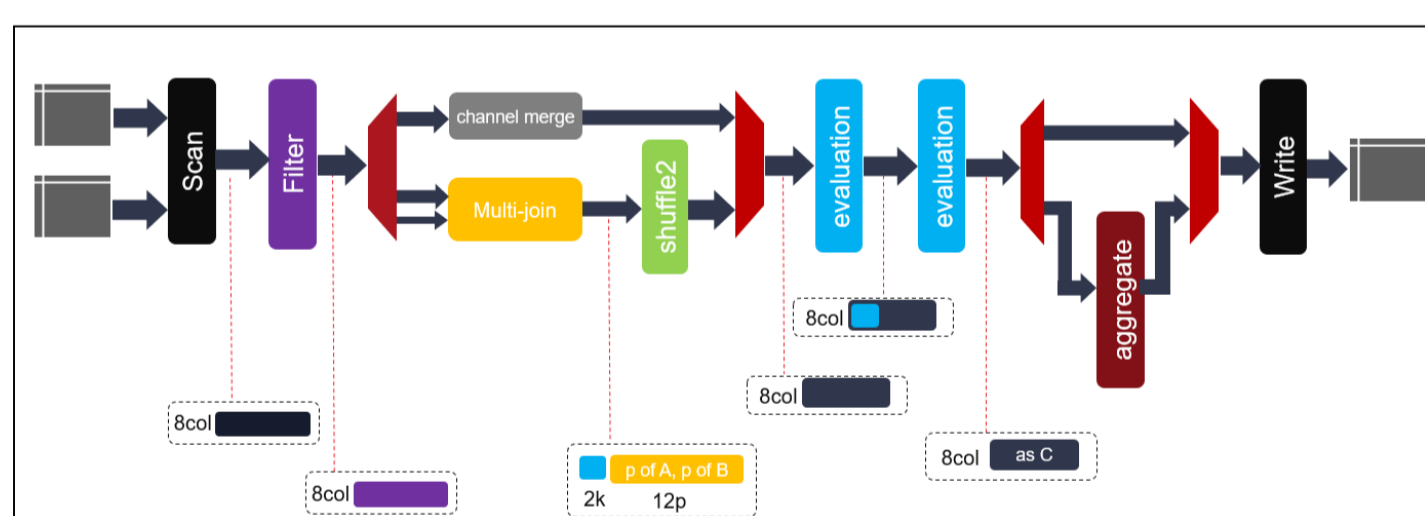 Scan
Filter
channel merge
Multi-join
shuffle2
evaluation
evaluation
aggregate
Write
8col
8col
8col
8col
p of A, p of B
2k 12p
8col as C